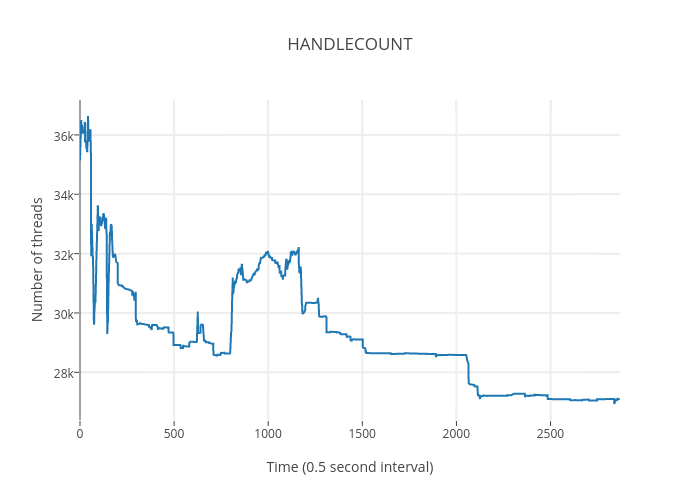 HANDLECOUNT
Number of threads
36k
34k
32k
30k
28k
0 500 1000 1500 2000 2500
Time (0.5 second interval)